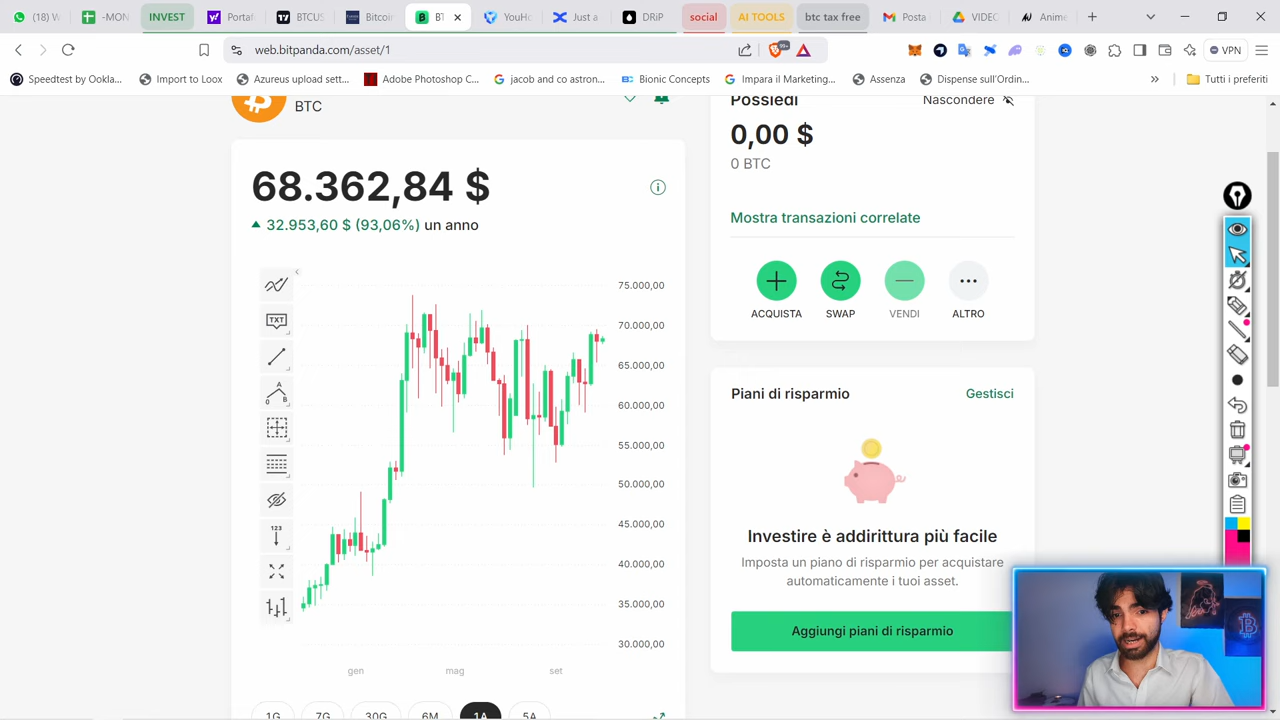 W
-MON
INVEST
Portaf
BTCUS
Bitcoin
BT
YouHo
Just a
DRiP
social
AI TOOLS
btc tax free
Posta
VIDEO
Anime
web.bitpanda.com/asset/1
99+
VPN
Speedtest by Ookla...
Import to Loox
Azureus upload sett...
Adobe Photoshop C...
jacob and co astron...
Bionic Concepts
Impara il Marketing...
Assenza
Dispense sull'Ordin...
Tutti i preferiti
BTC
68.362,84 $
32.953,60 $ (93,06%) un anno
TXT
A
0 B
123
75.000,00
70.000,00
65.000,00
60.000,00
55.000,00
50.000,00
45.000,00
40.000,00
35.000,00
30.000,00
gen
mag
set
1G
7G
30G
6M
1A
5A
Possiedi
Nascondere
0,00 $
0 BTC
Mostra transazioni correlate
ACQUISTA
SWAP
VENDI
ALTRO
Piani di risparmio
Gestisci
Investire è addirittura più facile
Imposta un piano di risparmio per acquistare
automaticamente i tuoi asset.
Aggiungi piani di risparmio